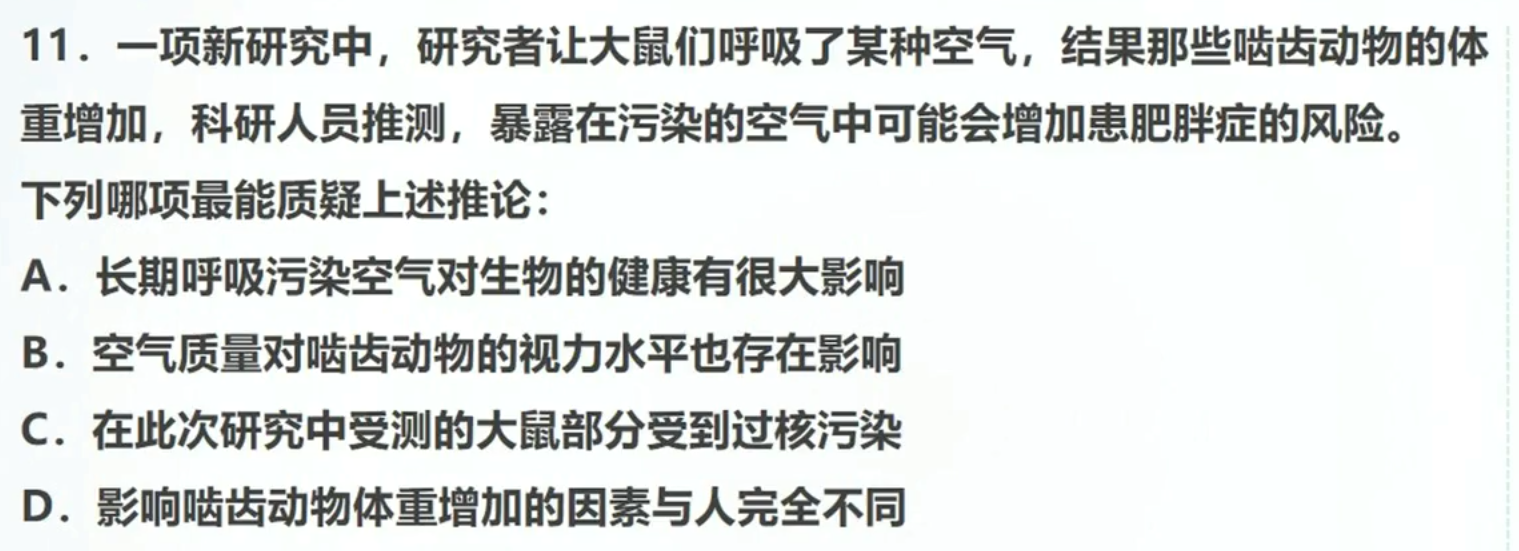 11．一项新研究中，研究者让大鼠们呼吸了某种空气，结果那些啮齿动物的体
重增加，科研人员推测，暴露在污染的空气中可能会增加患肥胖症的风险。
下列哪项最能质疑上述推论：
A．长期呼吸污染空气对生物的健康有很大影响
B．空气质量对啮齿动物的视力水平也存在影响
C．在此次研究中受测的大鼠部分受到过核污染
D．影响啮齿动物体重增加的因素与人完全不同